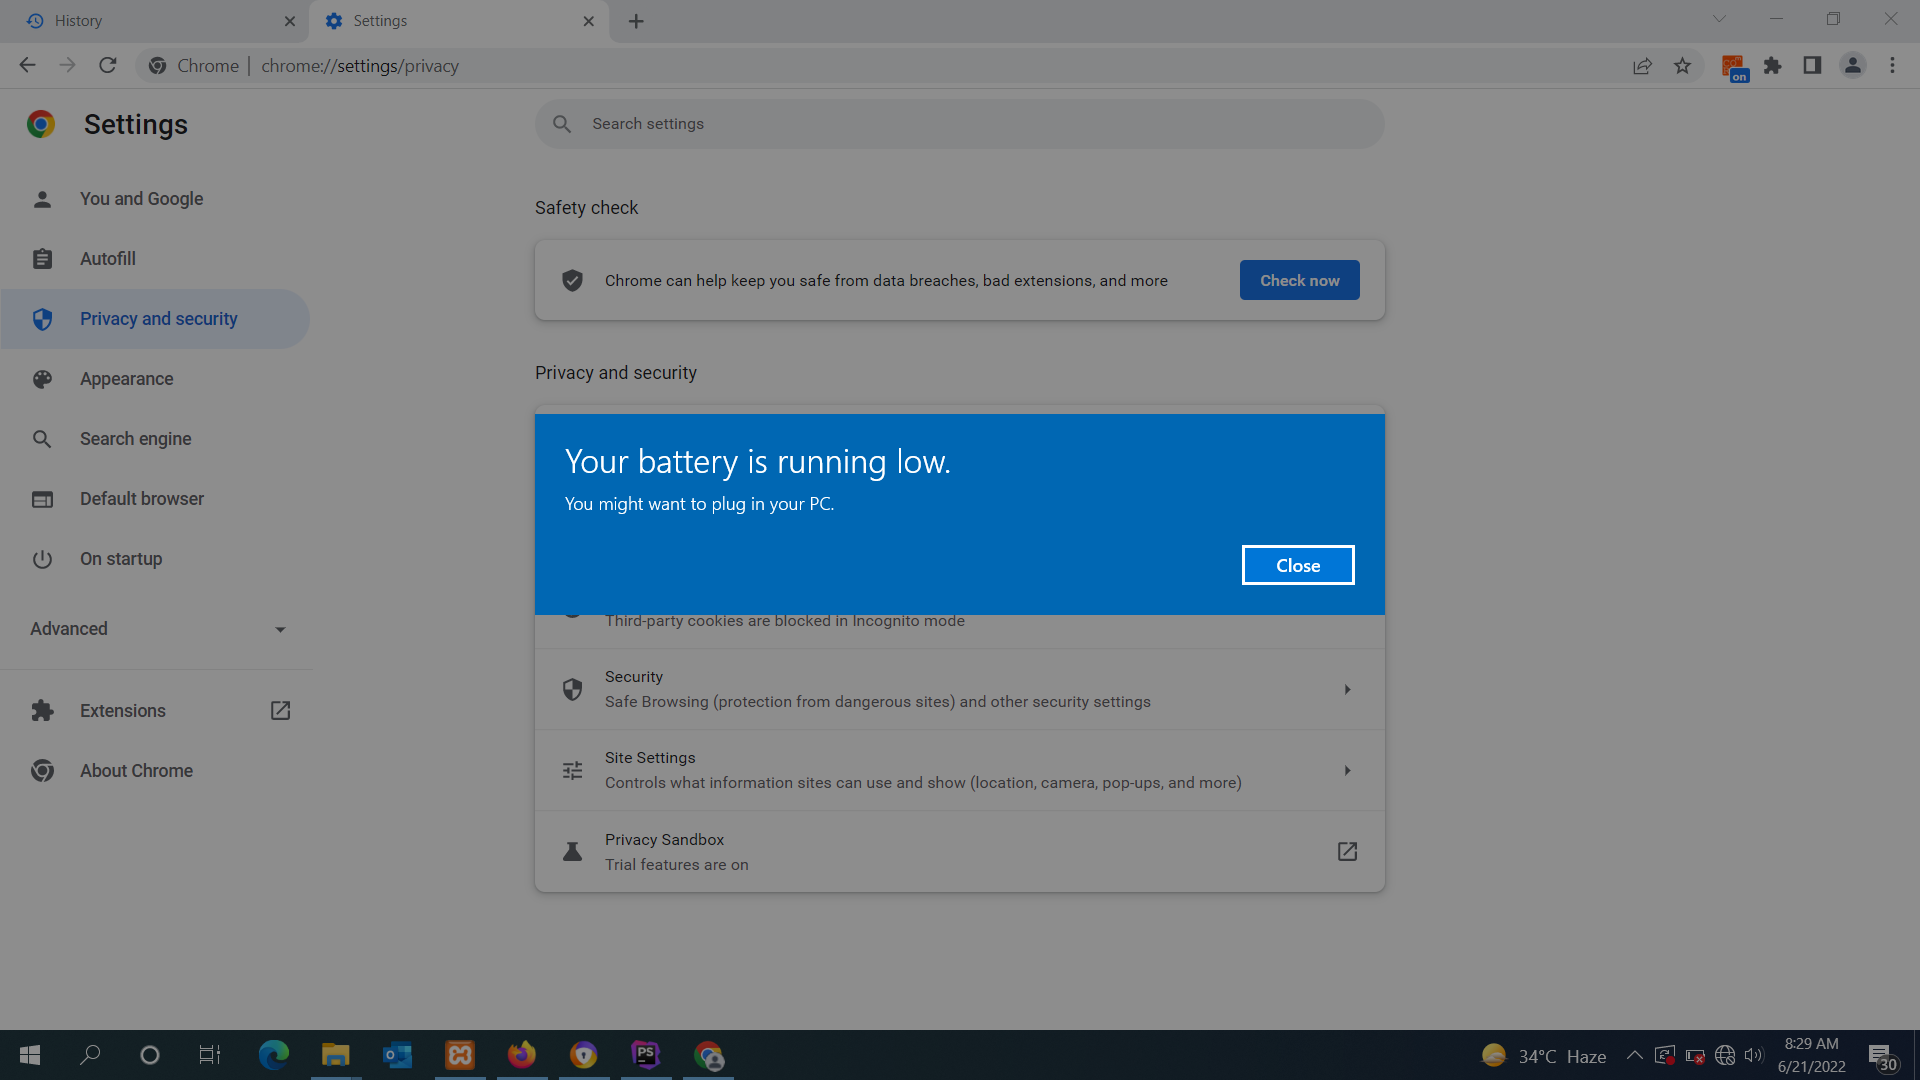 History
Settings
Chrome | chrome://settings/privacy
on
Settings
Search settings
You and Google
Autofill
Privacy and security
Appearance
Search engine
Default browser
On startup
Advanced
Extensions
About Chrome
Safety check
Chrome can help keep you safe from data breaches, bad extensions, and more
Check now
Privacy and security
Your battery is running low.
You might want to plug in your PC.
Close
Third-party cookies are blocked in Incognito mode
Security
Safe Browsing (protection from dangerous sites) and other security settings
Site Settings
Controls what information sites can use and show (location, camera, pop-ups, and more)
Privacy Sandbox
Trial features are on
PS
34°C Haze
8:29 AM
6/21/2022
30